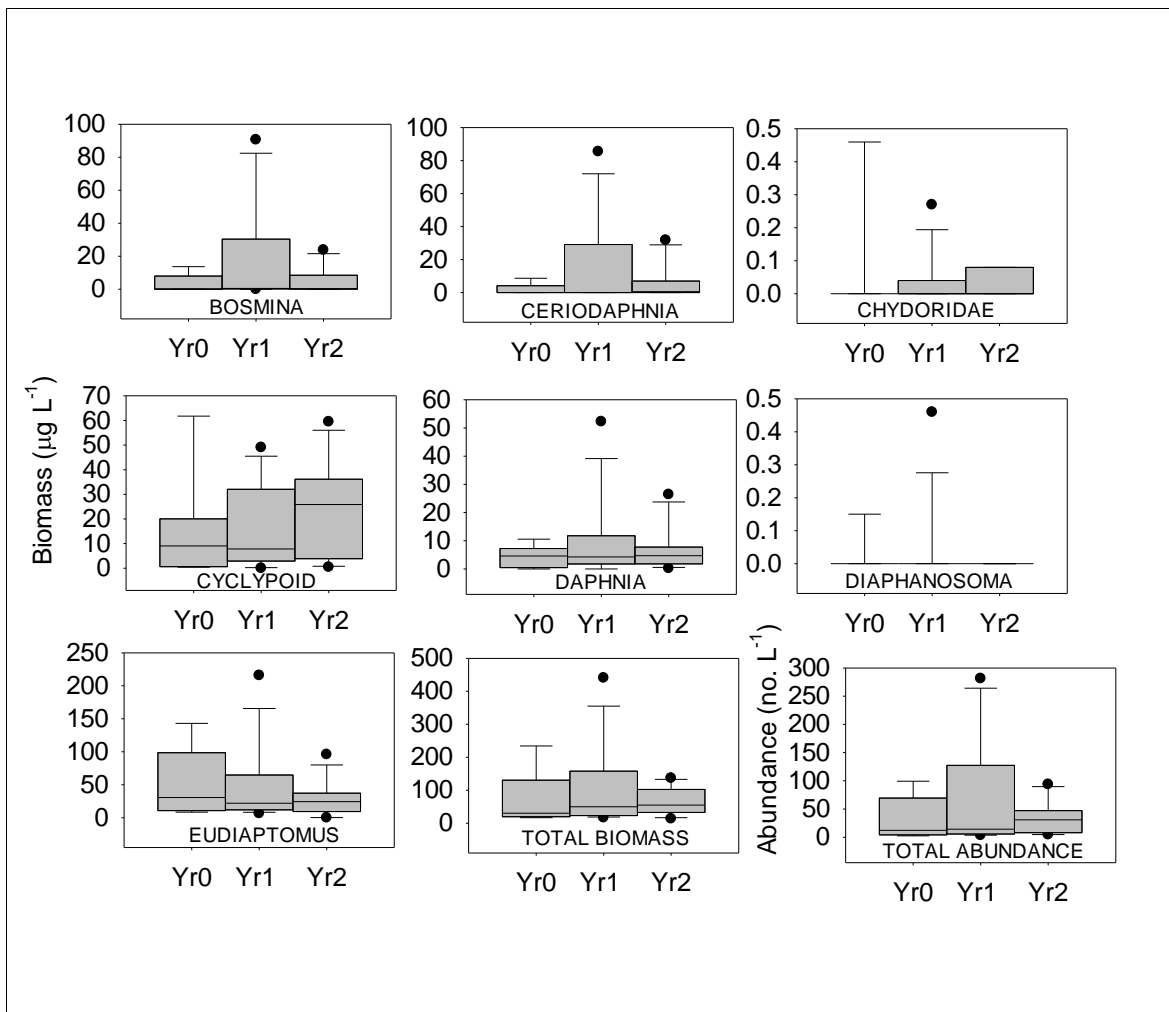 100
80
60
40
20
0
BOSMINA
Yr0 Yr1 Yr2
100
80
60
40
20
0
CERIODAPHNIA
Yr0 Yr1 Yr2
0.5
0.4
0.3
0.2
0.1
0.0
CHYDORIDAE
Yr0 Yr1 Yr2
Biomass (µg L⁻¹)
70
60
50
40
30
20
10
0
CYCLYPOID
Yr0 Yr1 Yr2
60
50
40
30
20
10
0
DAPHNIA
Yr0 Yr1 Yr2
0.5
0.4
0.3
0.2
0.1
0.0
DIAPHANOSOMA
Yr0 Yr1 Yr2
250
200
150
100
50
0
EUDIAPTOMUS
Yr0 Yr1 Yr2
500
400
300
200
100
0
TOTAL BIOMASS
Yr0 Yr1 Yr2
Abundance (no. L⁻¹)
300
250
200
150
100
50
0
TOTAL ABUNDANCE
Yr0 Yr1 Yr2